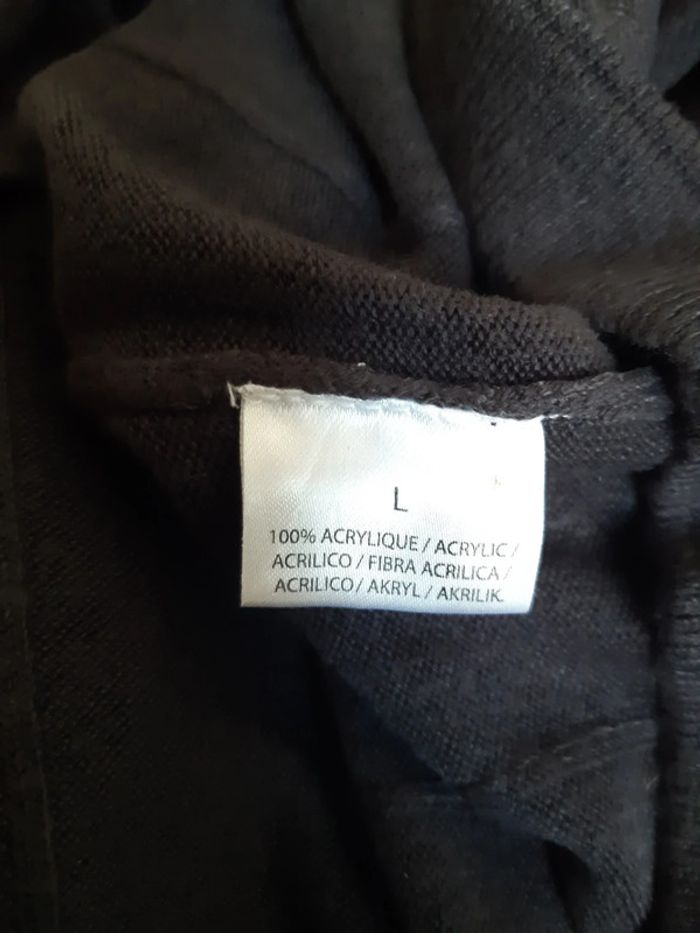 L
100% ACRYLIQUE / ACRYLIC /
ACRILICO / FIBRA ACRILICA /
ACRILICO / AKRYL / AKRILIK.